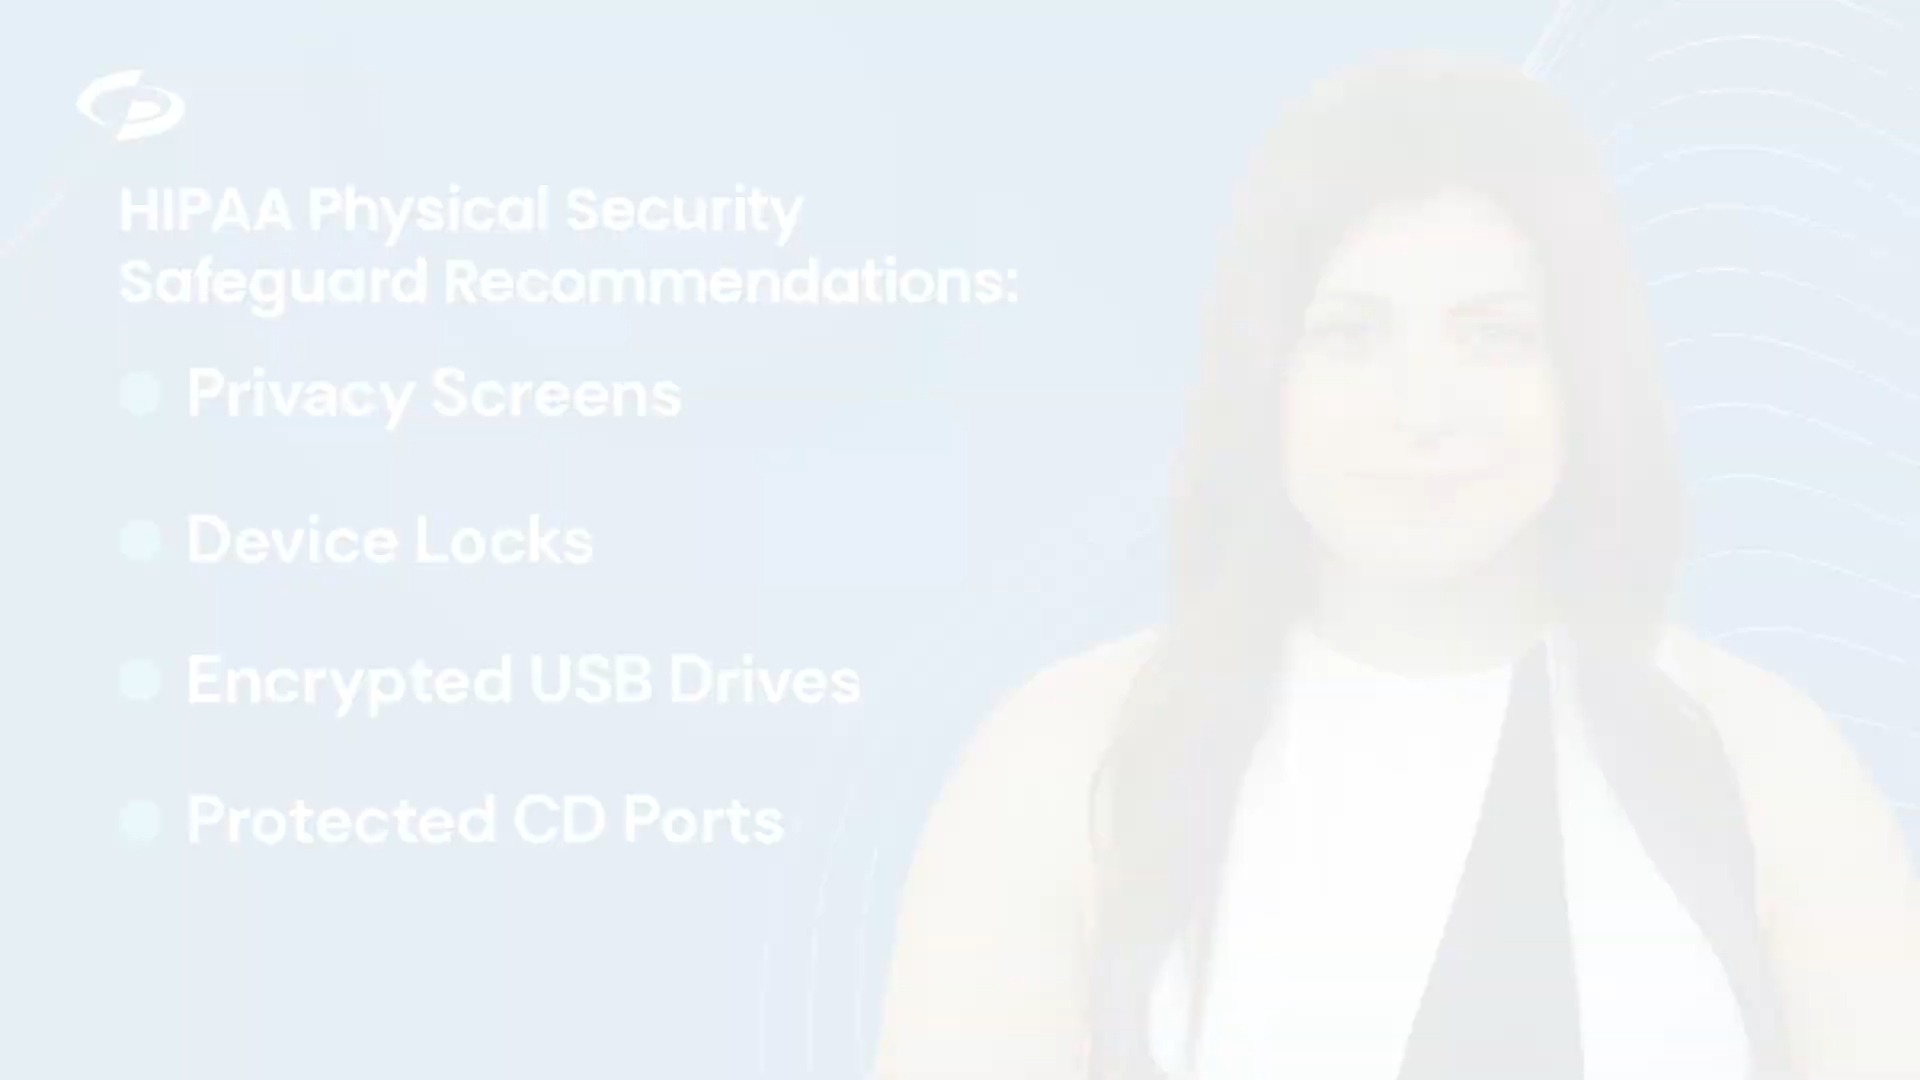 HIPAA Physical Security
Safeguard Recommendations:
Privacy Screens
Device Locks
Encrypted USB Drives
Protected CD Ports